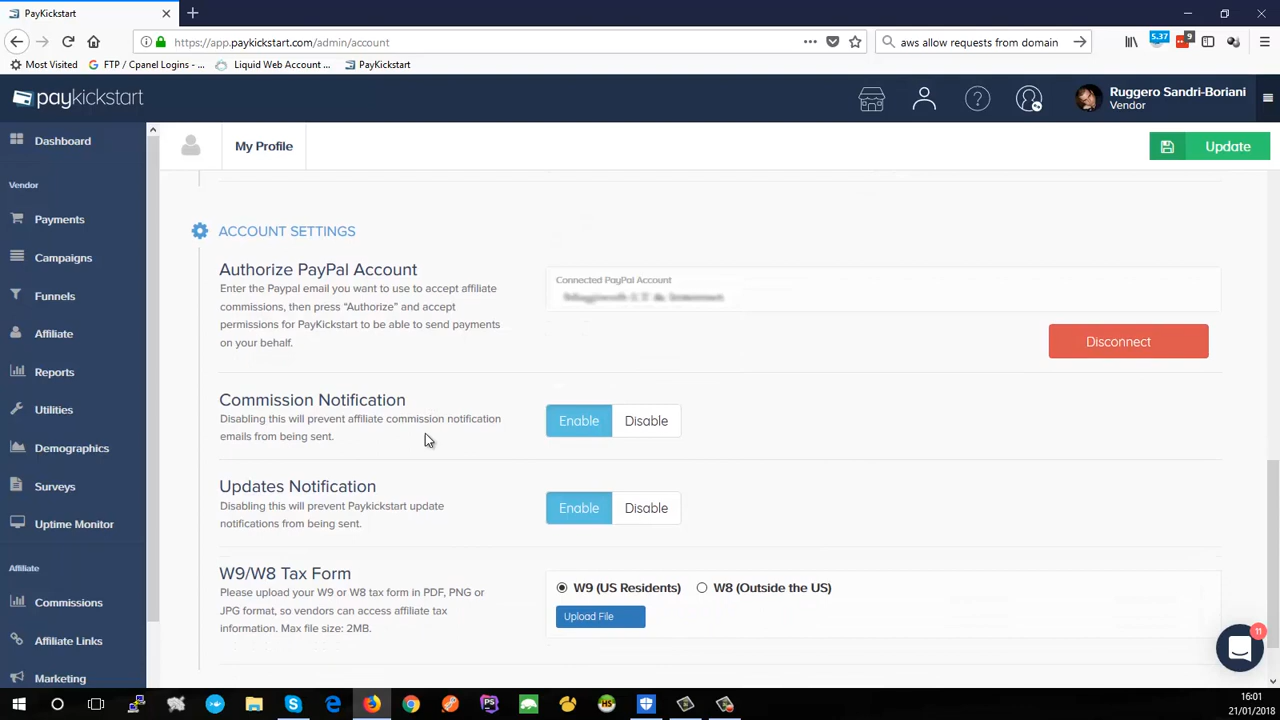 PayKickstart
https://app.paykickstart.com/admin/account
aws allow requests from domain
5.37
9
Most Visited
FTP / Cpanel Logins - ...
Liquid Web Account ...
PayKickstart
paykickstart
Ruggero Sandri-Boriani
Vendor
Dashboard
Vendor
Payments
Campaigns
Funnels
Affiliate
Reports
Utilities
Demographics
Surveys
Uptime Monitor
Affiliate
Commissions
Affiliate Links
Marketing
My Profile
Update
ACCOUNT SETTINGS
Authorize PayPal Account
Enter the Paypal email you want to use to accept affiliate
commissions, then press “Authorize” and accept
permissions for PayKickstart to be able to send payments
on your behalf.
Connected PayPal Account
Disconnect
Commission Notification
Disabling this will prevent affiliate commission notification
emails from being sent.
Enable
Disable
Updates Notification
Disabling this will prevent Paykickstart update
notifications from being sent.
Enable
Disable
W9/W8 Tax Form
Please upload your W9 or W8 tax form in PDF, PNG or
JPG format, so vendors can access affiliate tax
information. Max file size: 2MB.
W9 (US Residents)
W8 (Outside the US)
Upload File
11
PS
HS
16:01
21/01/2018